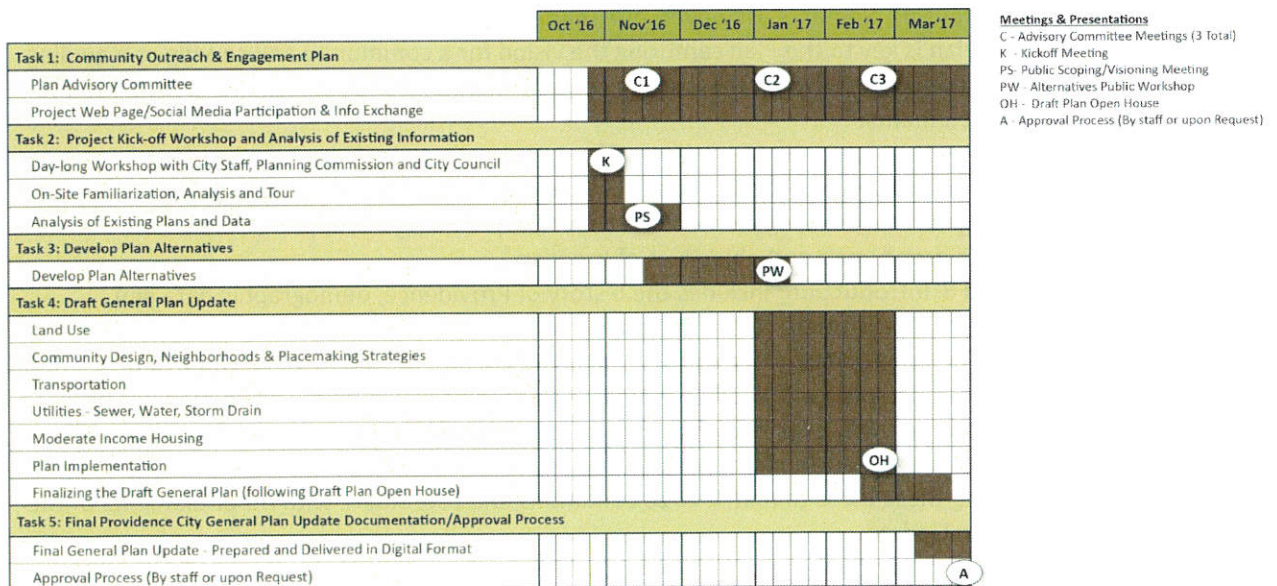 Oct '16 Nov'16 Dec '16 Jan '17 Feb '17 Mar'17
Task 1: Community Outreach & Engagement Plan
Plan Advisory Committee C1 C2 C3
Project Web Page/Social Media Participation & Info Exchange
Task 2: Project Kick-off Workshop and Analysis of Existing Information
Day-long Workshop with City Staff, Planning Commission and City Council K
On-Site Familiarization, Analysis and Tour
Analysis of Existing Plans and Data PS
Task 3: Develop Plan Alternatives
Develop Plan Alternatives PW
Task 4: Draft General Plan Update
Land Use
Community Design, Neighborhoods & Placemaking Strategies
Transportation
Utilities - Sewer, Water, Storm Drain
Moderate Income Housing
Plan Implementation OH
Finalizing the Draft General Plan (following Draft Plan Open House)
Task 5: Final Providence City General Plan Update Documentation/Approval Process
Final General Plan Update - Prepared and Delivered in Digital Format
Approval Process (By staff or upon Request) A
Meetings & Presentations
C - Advisory Committee Meetings (3 Total)
K - Kickoff Meeting
PS- Public Scoping/Visioning Meeting
PW - Alternatives Public Workshop
OH - Draft Plan Open House
A - Approval Process (By staff or upon Request)